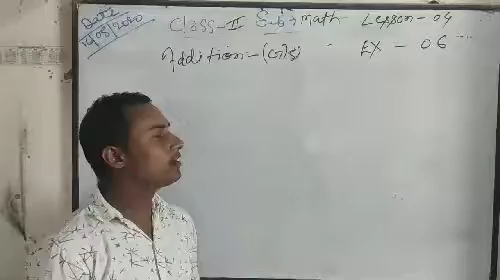 Date
Class - II Sub:- math Lesson - 04
Addition - (जोड़) EX - 06